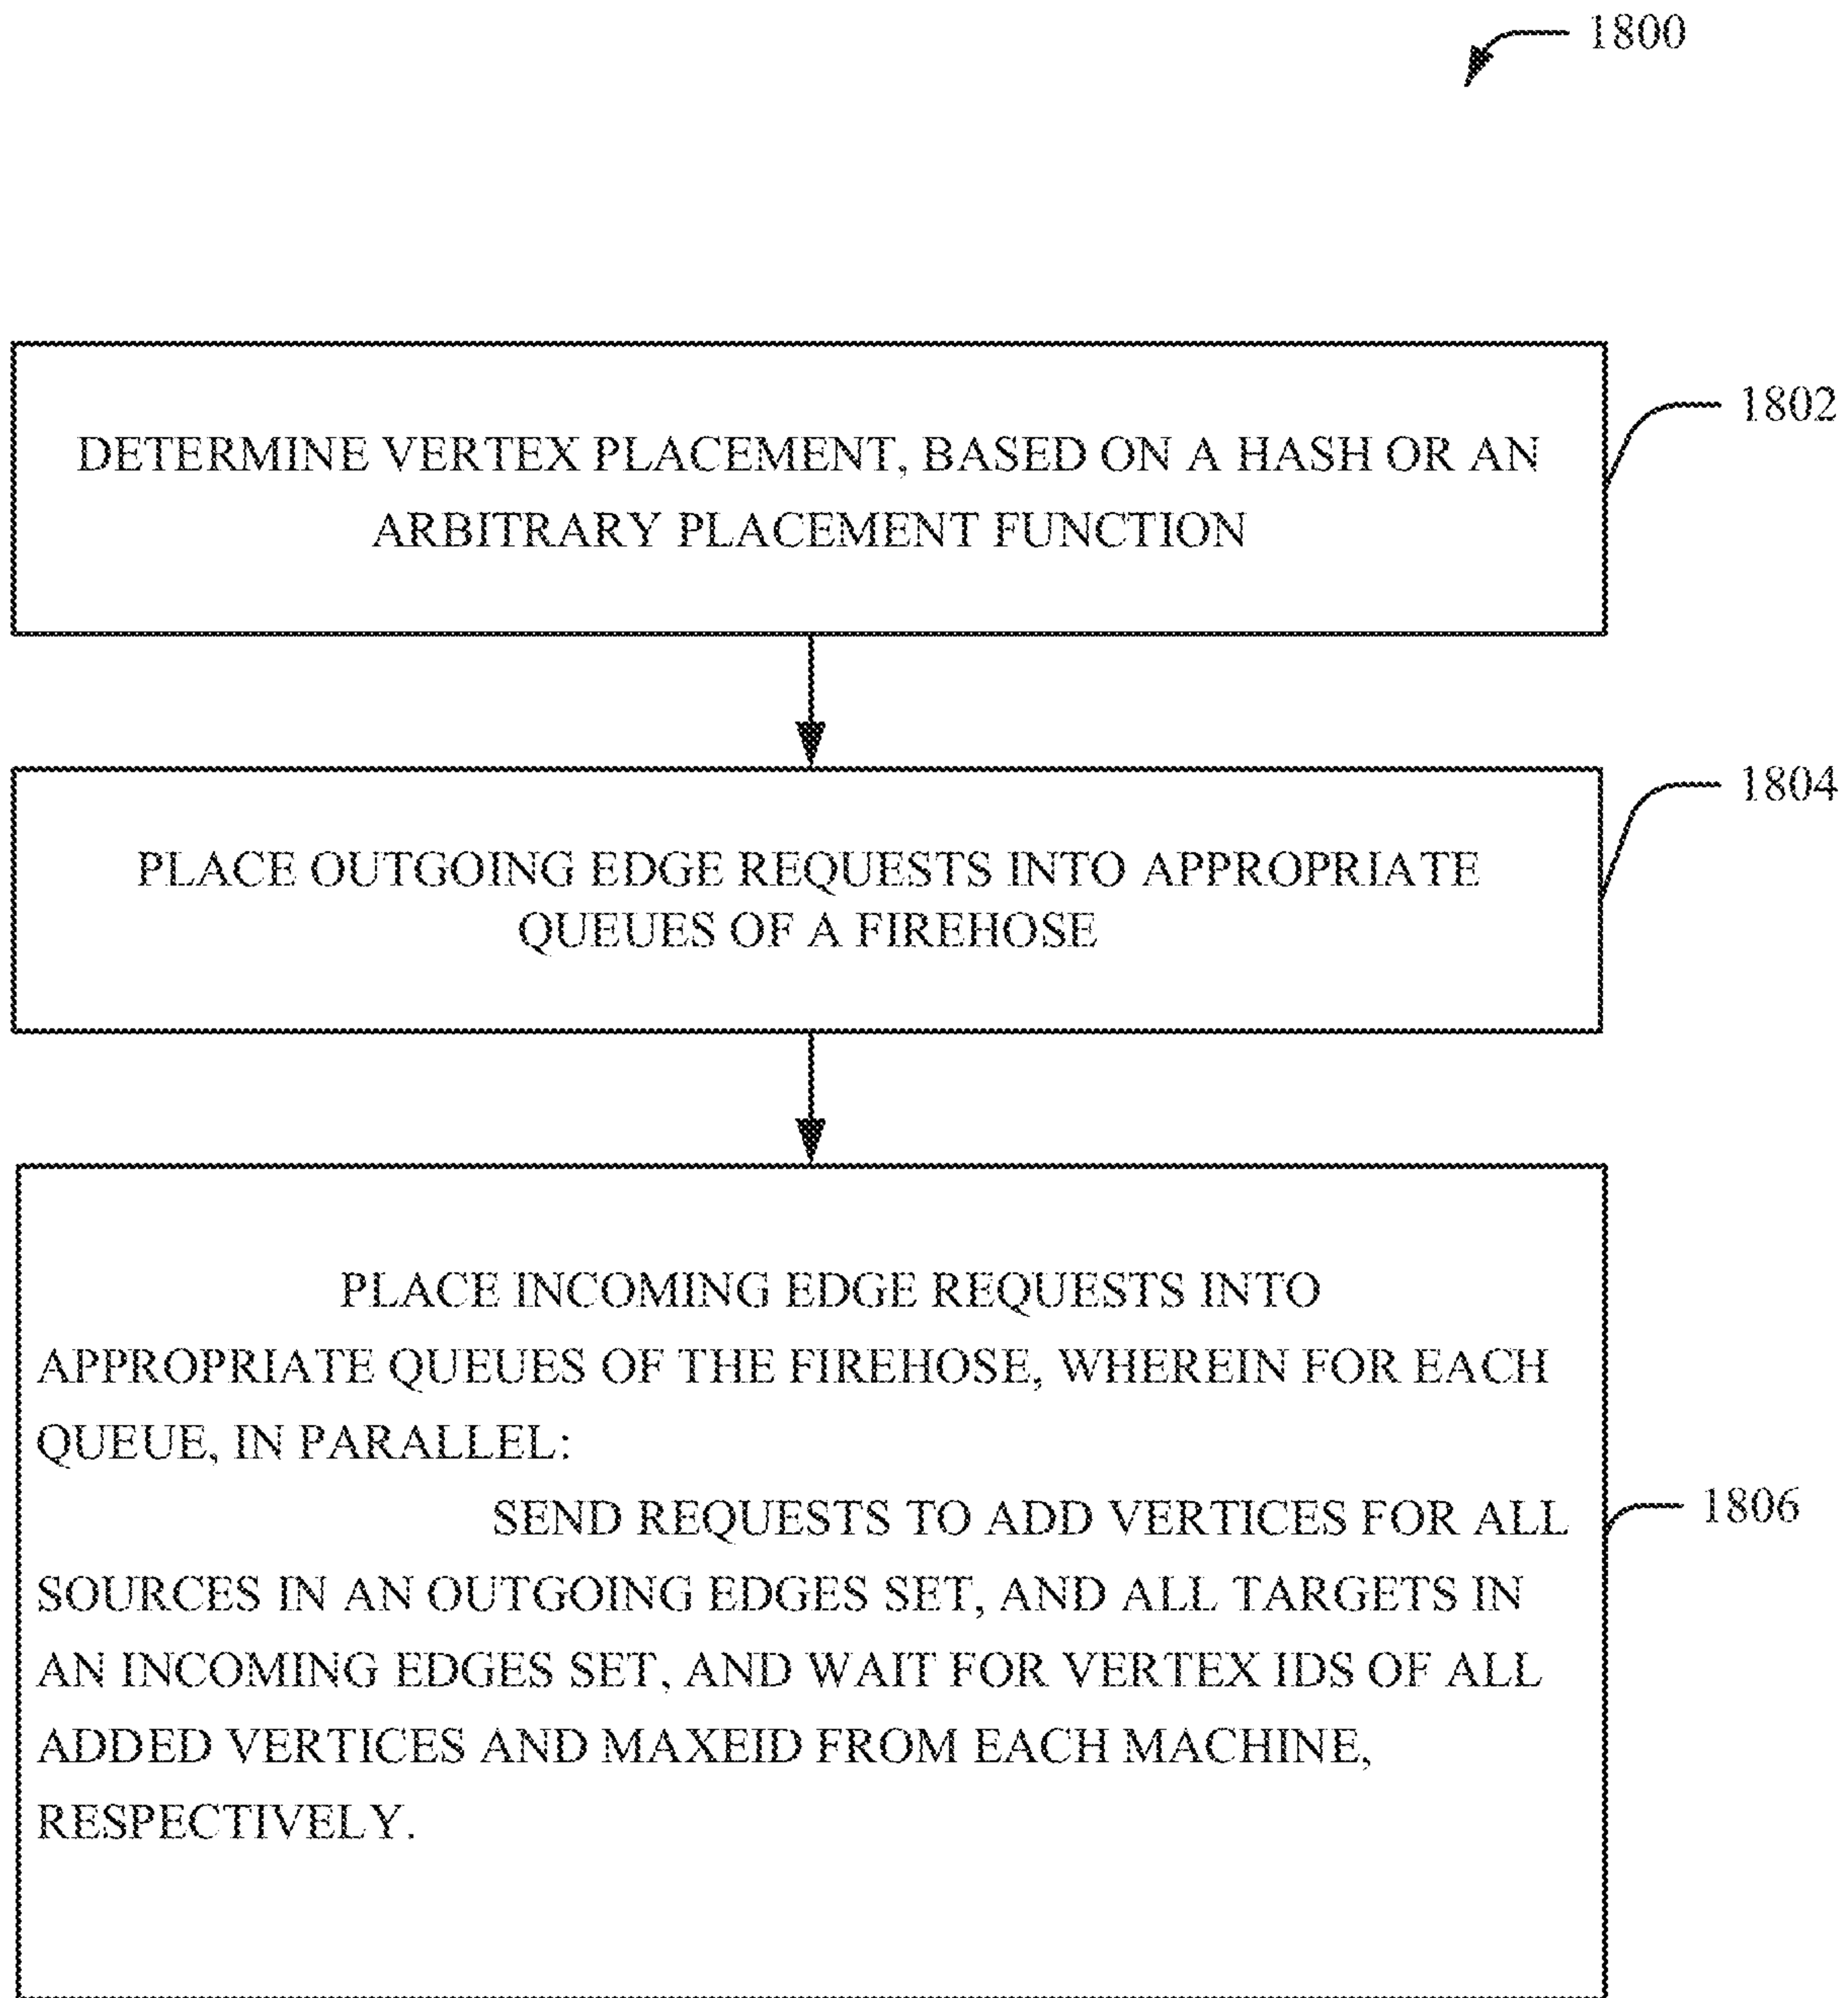 1800
DETERMINE VERTEX PLACEMENT, BASED ON A HASH OR AN
ARBITRARY PLACEMENT FUNCTION
1802
PLACE OUTGOING EDGE REQUESTS INTO APPROPRIATE
QUEUES OF A FIREHOSE
1804
PLACE INCOMING EDGE REQUESTS INTO
APPROPRIATE QUEUES OF THE FIREHOSE, WHEREIN FOR EACH
QUEUE, IN PARALLEL:
SEND REQUESTS TO ADD VERTICES FOR ALL
SOURCES IN AN OUTGOING EDGES SET, AND ALL TARGETS IN
AN INCOMING EDGES SET, AND WAIT FOR VERTEX IDS OF ALL
ADDED VERTICES AND MAXEID FROM EACH MACHINE,
RESPECTIVELY.
1806